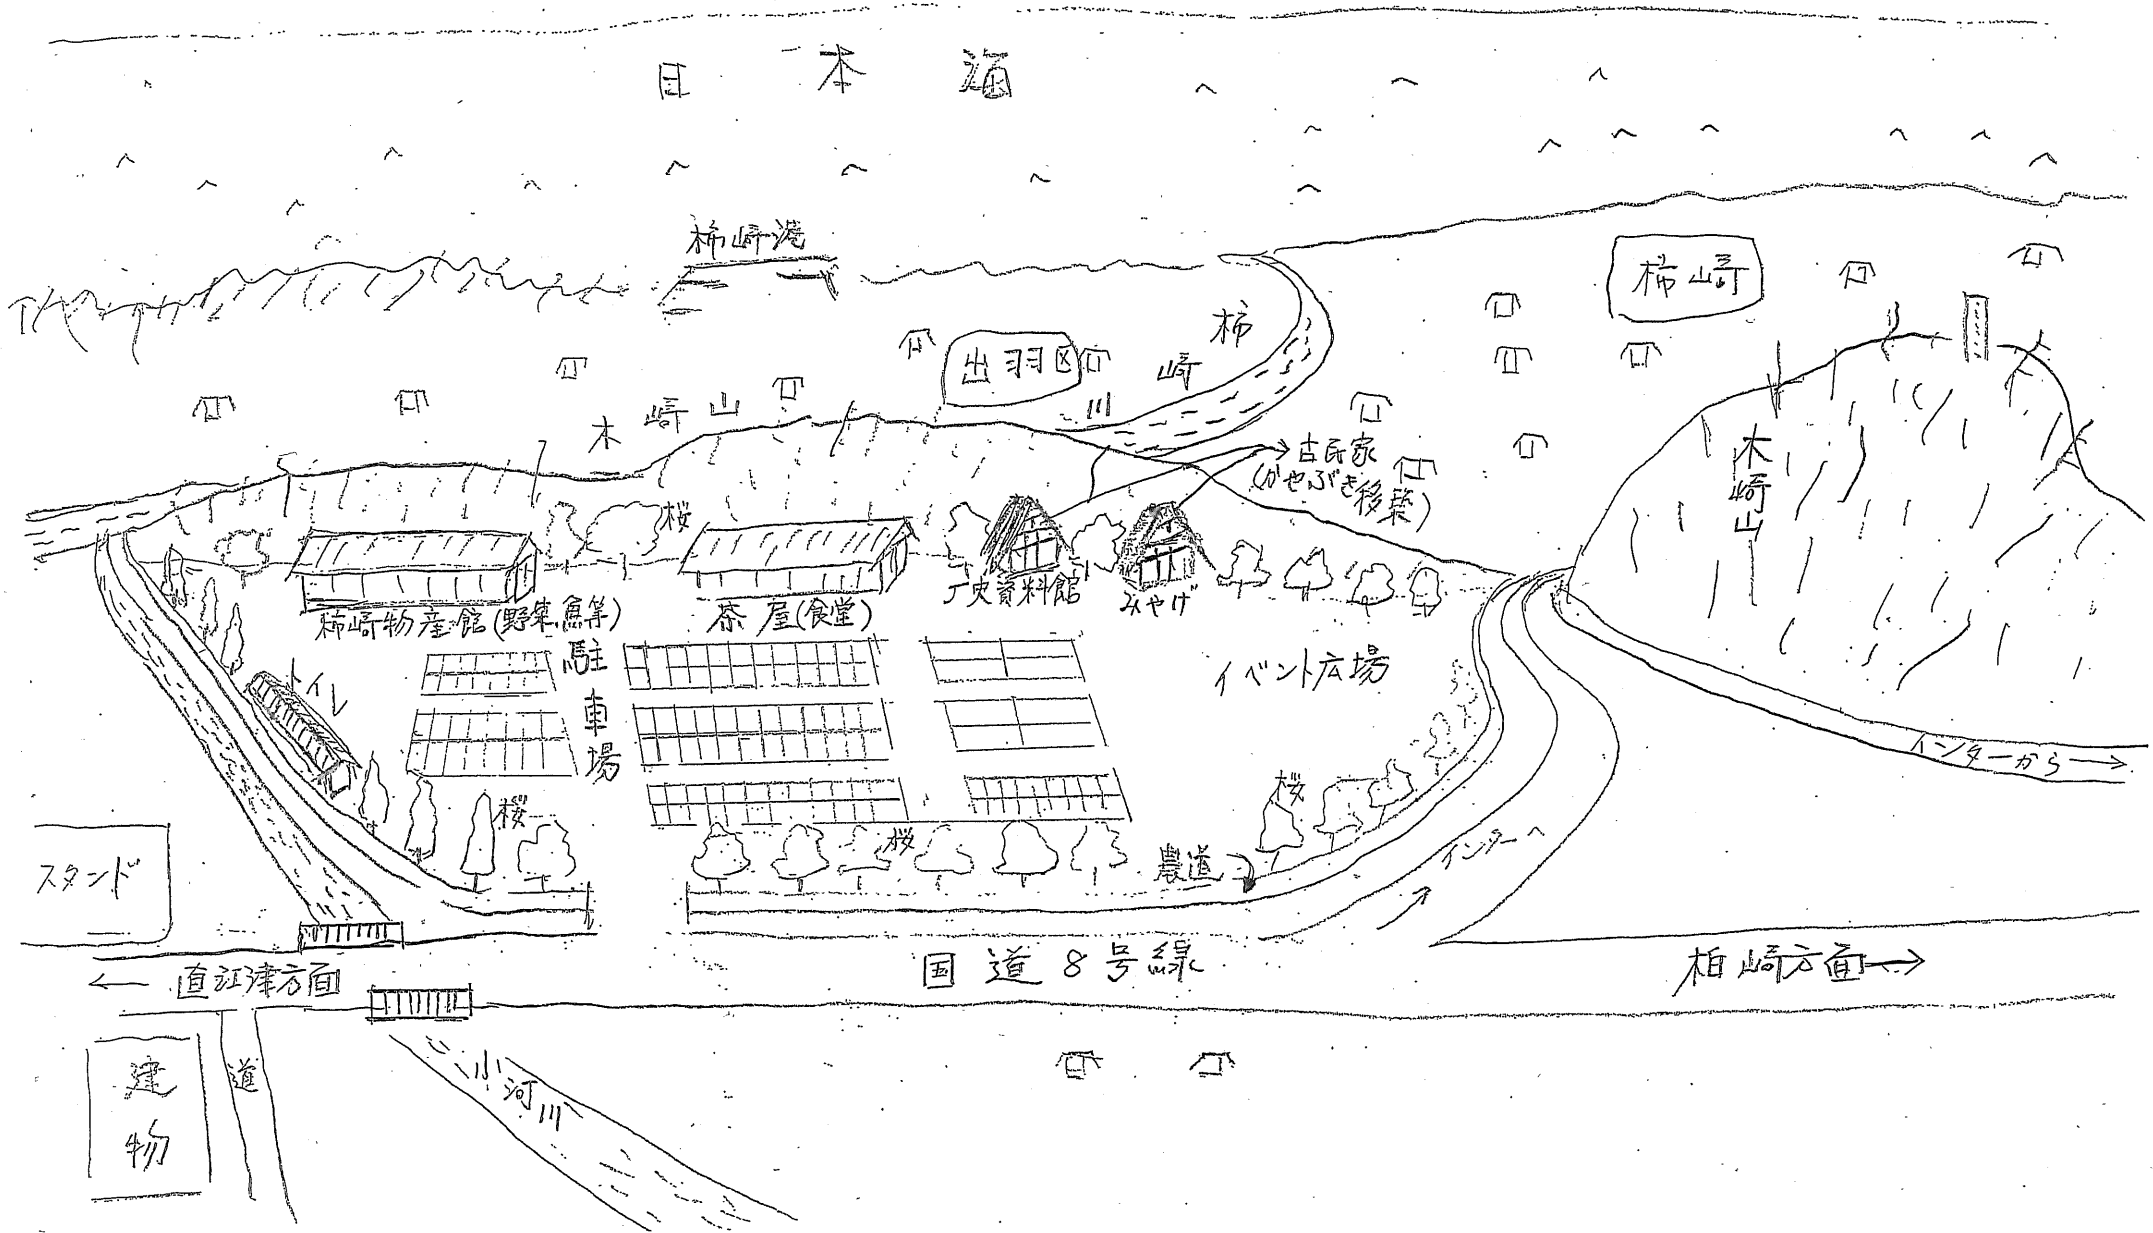 日本海
柿崎港
柿崎
出羽区
柿崎川
木崎山
古民家
(かやぶき移築)
木崎山
桜
柿崎物産館(野菜,魚等)
茶屋(食堂)
歴史資料館
みやげ
駐車場
イベント広場
トイレ
インターから→
桜
桜
桜
農道
インターへ
スタンド
←直江津方面
国道8号線
柏崎方面→
建物
道
小河川